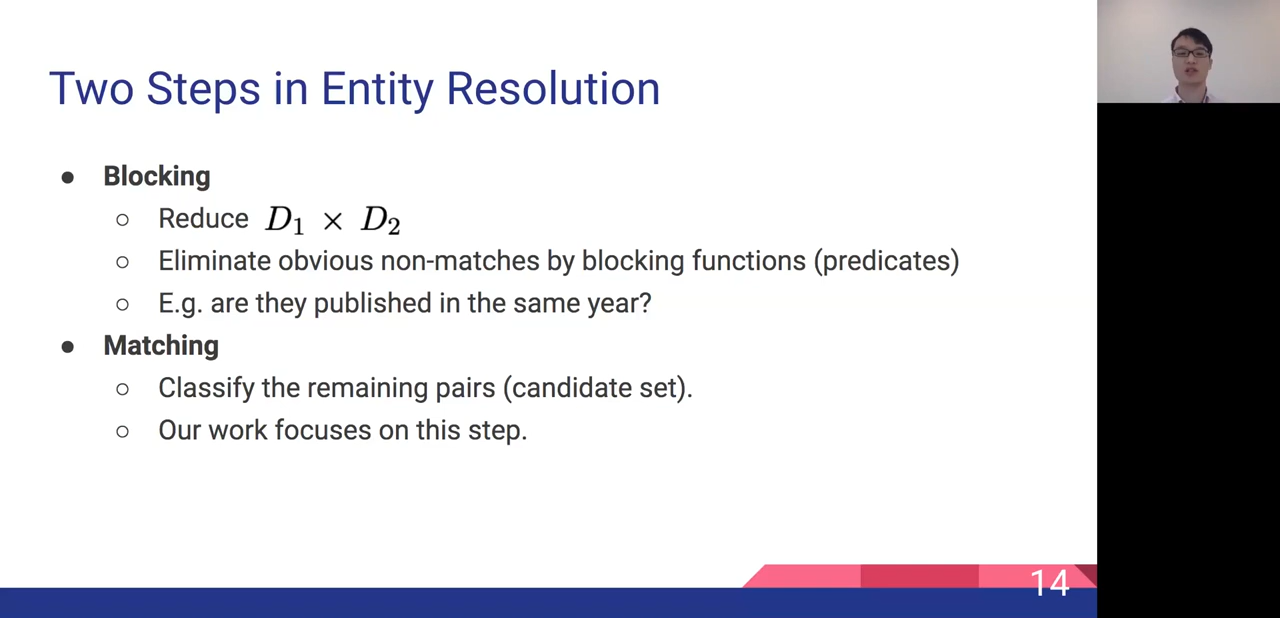 Two Steps in Entity Resolution
● Blocking
○ Reduce D₁ × D₂
○ Eliminate obvious non-matches by blocking functions (predicates)
○ E.g. are they published in the same year?
● Matching
○ Classify the remaining pairs (candidate set).
○ Our work focuses on this step.
14